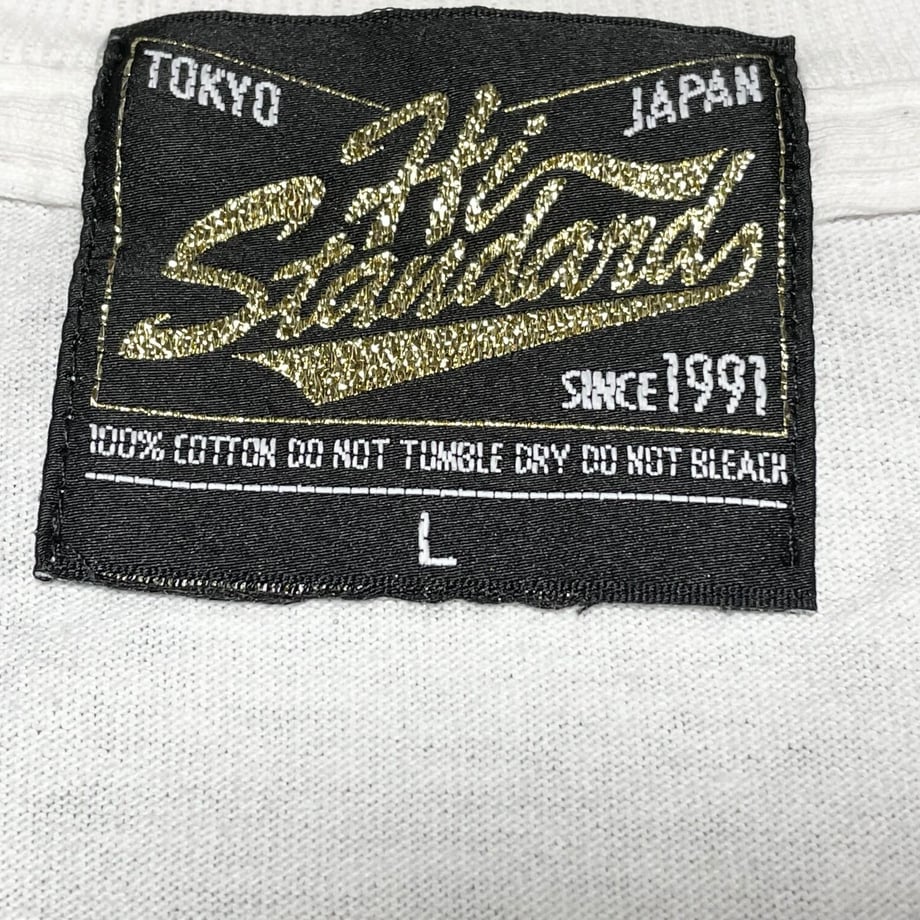 TOKYO JAPAN
Hi
Standard
SINCE 1991
100% COTTON DO NOT TUMBLE DRY DO NOT BLEACH
L